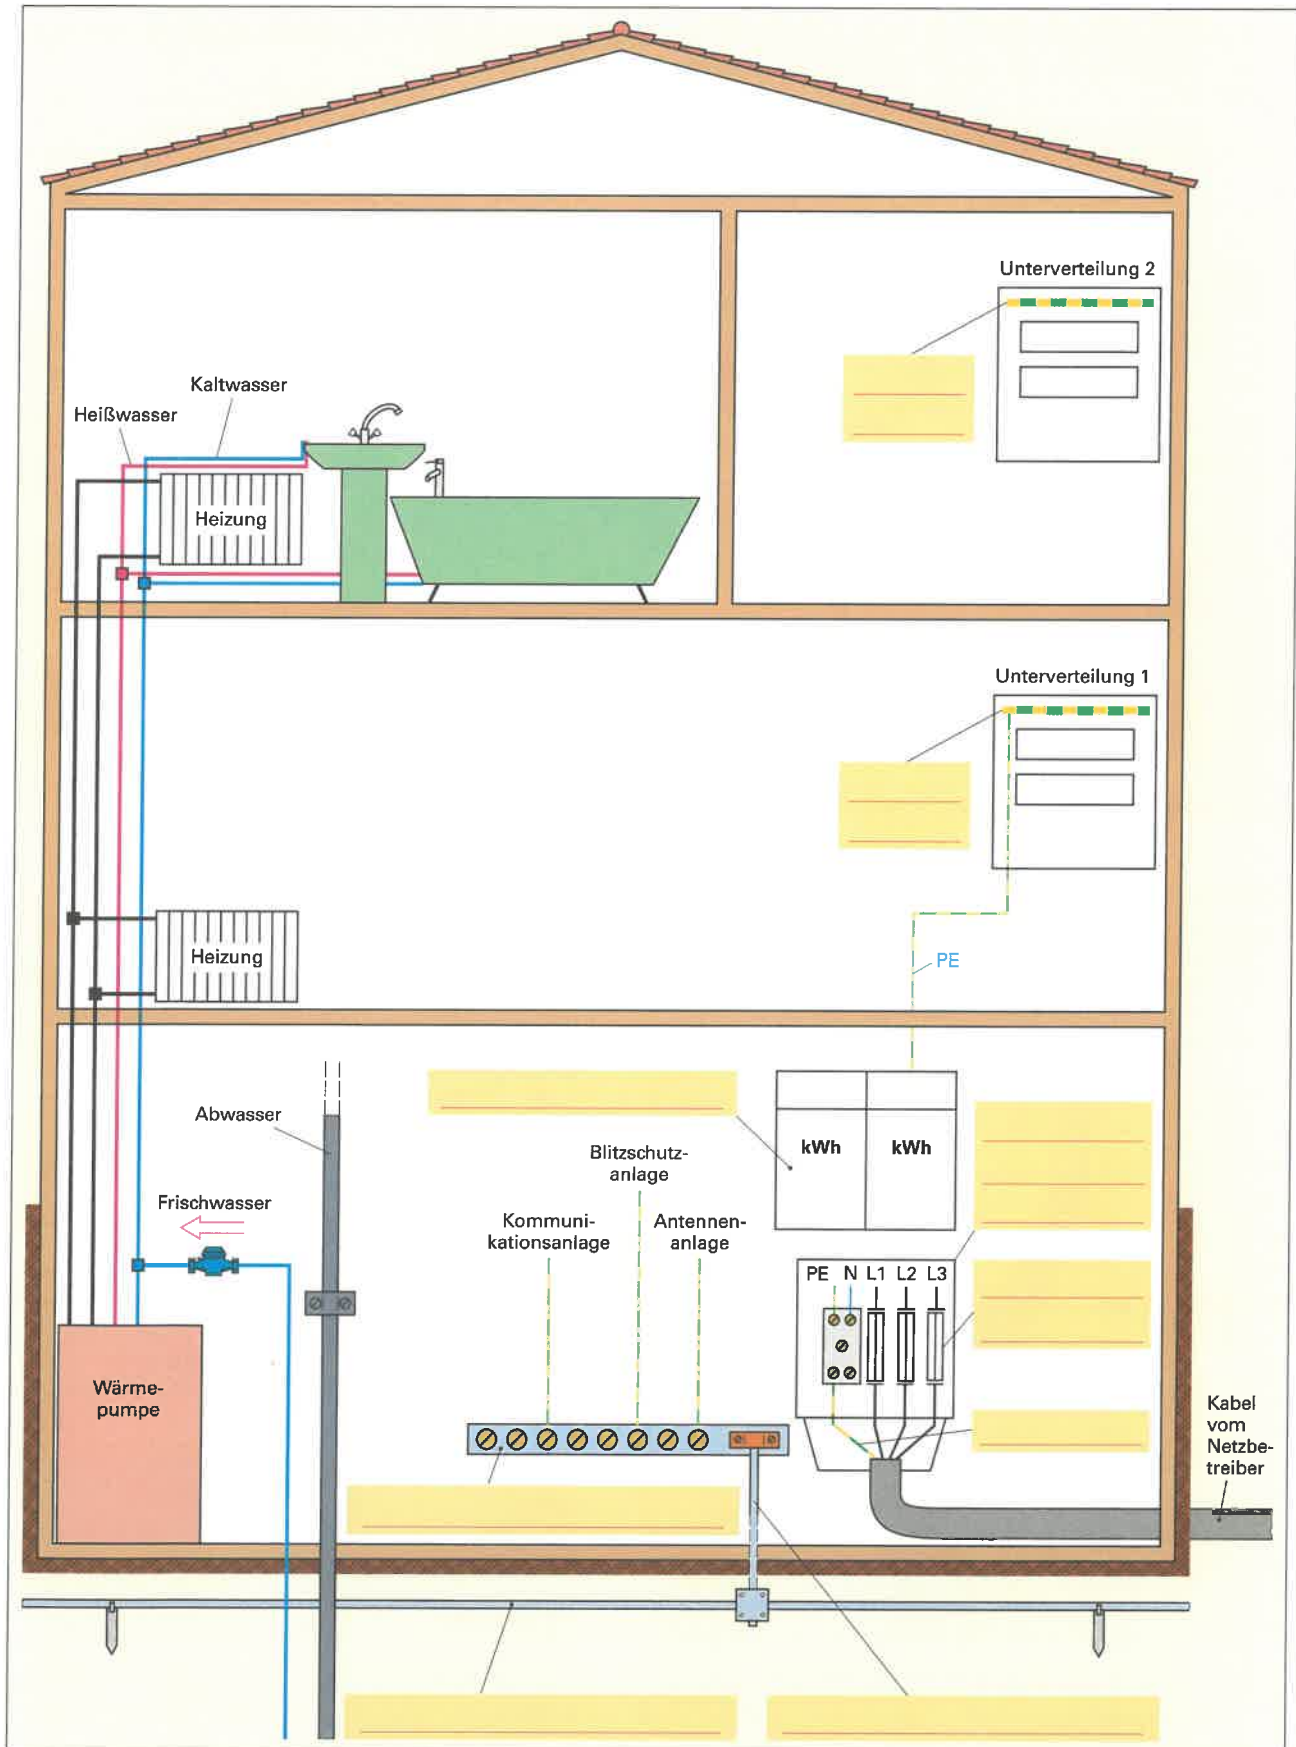 Unterverteilung 2
Kaltwasser
Heißwasser
Heizung
Unterverteilung 1
Heizung
PE
Abwasser
kWh
kWh
Blitzschutz-
anlage
Frischwasser
Kommuni-
kationsanlage
Antennen-
anlage
PE N L1 L2 L3
Wärme-
pumpe
Kabel
vom
Netzbe-
treiber